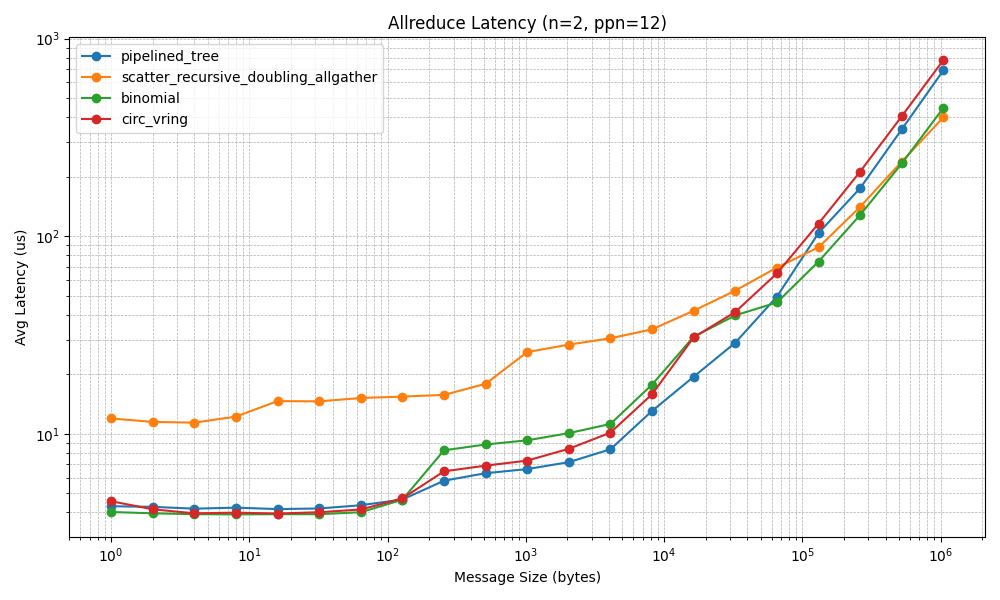 Allreduce Latency (n=2, ppn=12)
pipelined_tree
scatter_recursive_doubling_allgather
binomial
circ_vring
Avg Latency (us)
10³
10²
10¹
10⁰
10¹
10²
10³
10⁴
10⁵
10⁶
Message Size (bytes)